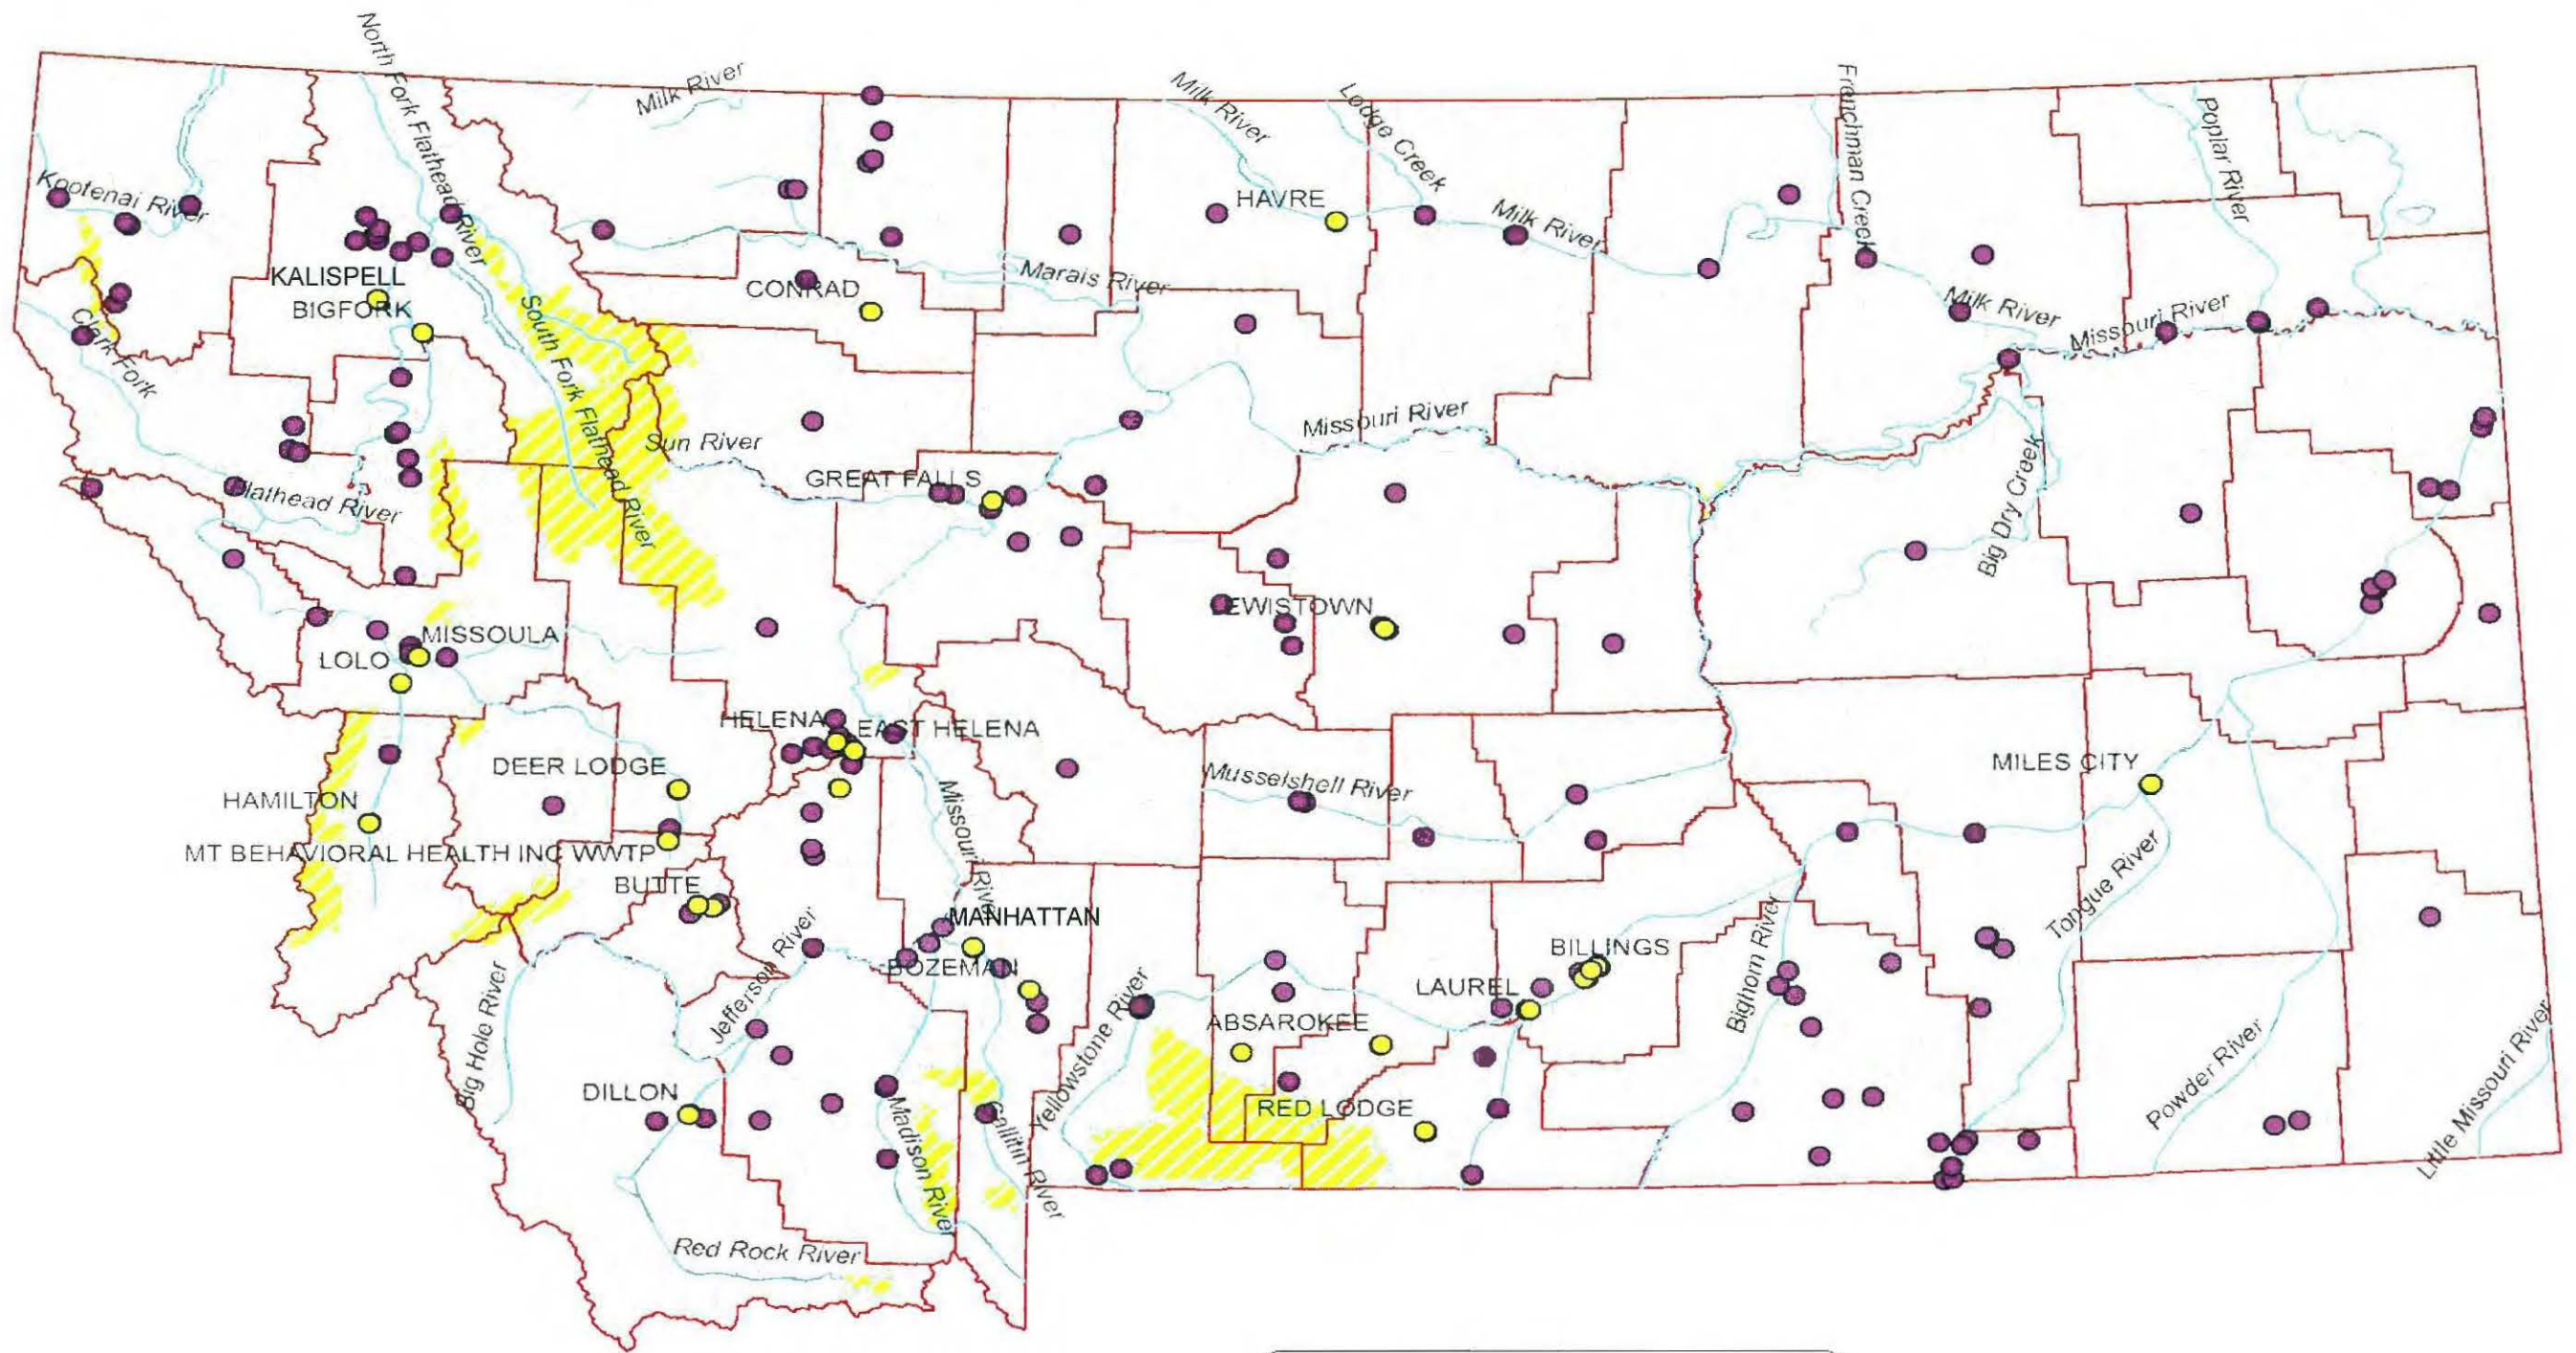 North Fork Flathead River
Milk River
Milk River
Lodge Creek
Frenchman Creek
Poplar River
Kootenai River
HAVRE
Milk River
KALISPELL
BIGFORK
CONRAD
Marais River
Milk River
Missouri River
Clark Fork
South Fork Flathead River
Sun River
Missouri River
GREAT FALLS
Big Dry Creek
Flathead River
LEWISTOWN
MISSOULA
LOLO
HELENA
EAST HELENA
DEER LODGE
MILES CITY
Musselshell River
HAMILTON
Missouri River
MT BEHAVIORAL HEALTH INC WWTP
Tongue River
BUTTE
MANHATTAN
Jefferson River
BOZEMAN
BILLINGS
Bighorn River
LAUREL
Big Hole River
Yellowstone River
ABSAROKEE
Powder River
Little Missouri River
DILLON
Madison River
Gallitin River
RED LODGE
Red Rock River